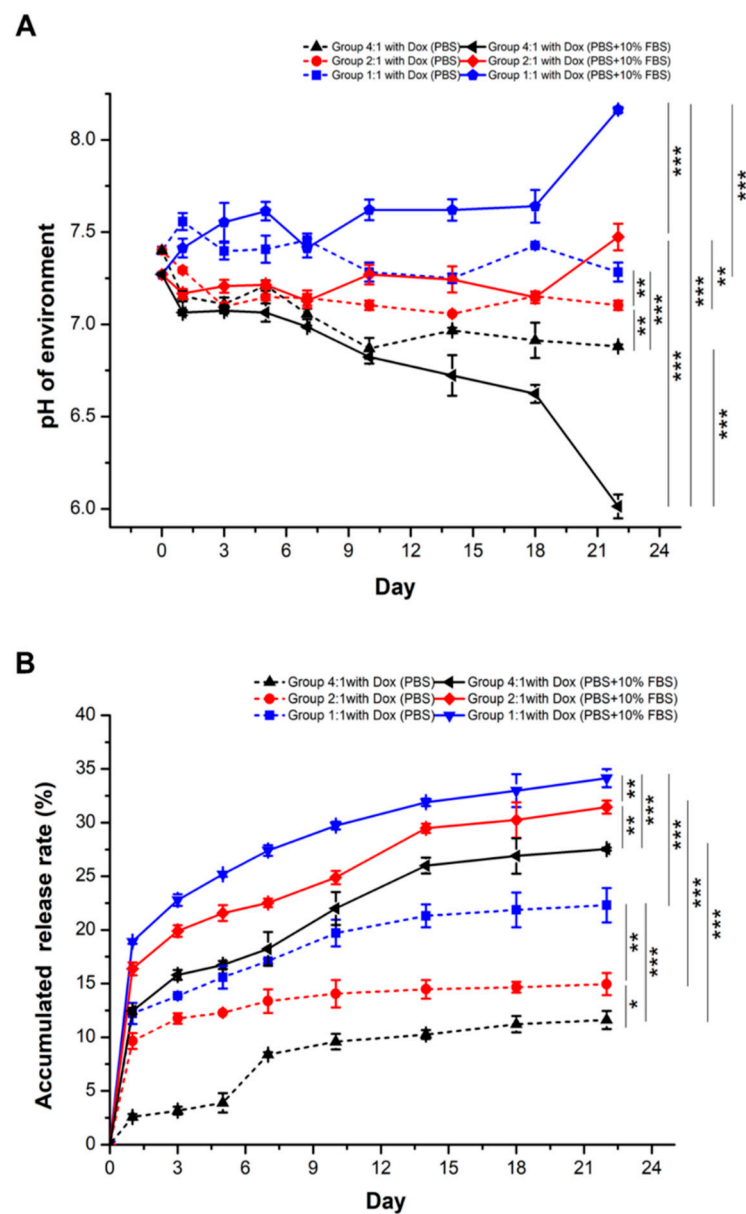 A
Group 4:1 with Dox (PBS) Group 4:1 with Dox (PBS+10% FBS)
Group 2:1 with Dox (PBS) Group 2:1 with Dox (PBS+10% FBS)
Group 1:1 with Dox (PBS) Group 1:1 with Dox (PBS+10% FBS)
pH of environment
8.0
7.5
7.0
6.5
6.0
*** *** ***
** *** *** **
** *** ***
0 3 6 9 12 15 18 21 24
Day
B
Group 4:1with Dox (PBS) Group 4:1with Dox (PBS+10% FBS)
Group 2:1with Dox (PBS) Group 2:1with Dox (PBS+10% FBS)
Group 1:1with Dox (PBS) Group 1:1with Dox (PBS+10% FBS)
Accumulated release rate (%)
40
35
30
25
20
15
10
5
0
** *** ***
** *** ***
** ***
*
0 3 6 9 12 15 18 21 24
Day